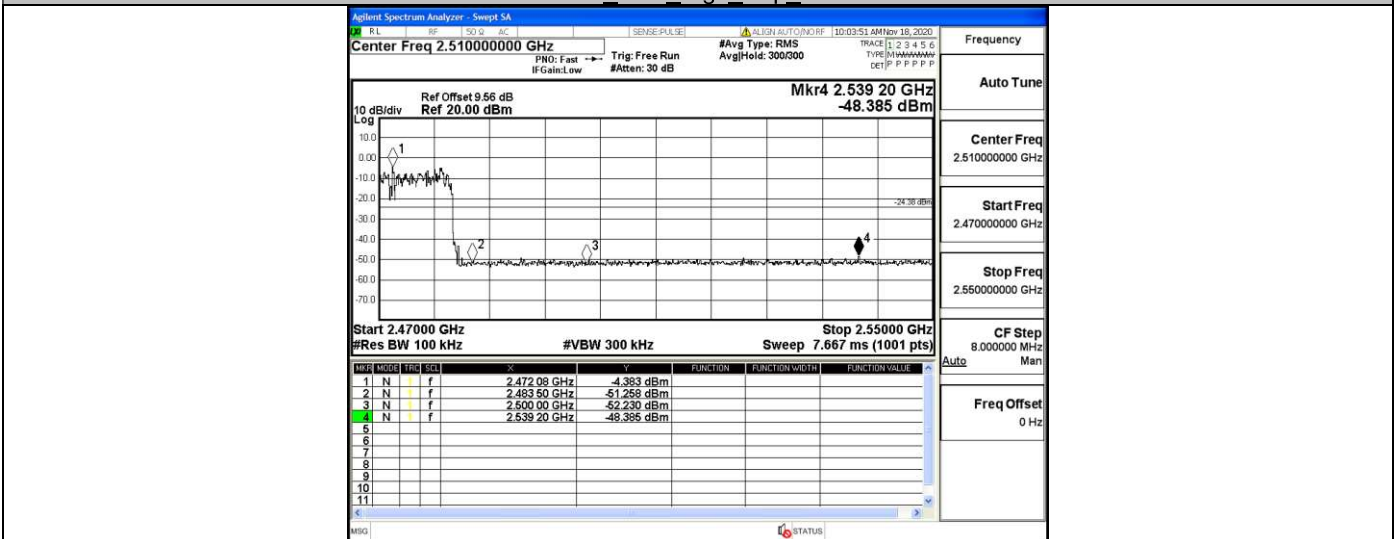 Agilent Spectrum Analyzer - Swept SA
RL RF 50 Ω AC SENSE:PULSE ALIGN AUTO/NO RF 10:03:51 AM Nov 18, 2020
Center Freq 2.510000000 GHz
PNO: Fast
IFGain:Low
Trig: Free Run
#Atten: 30 dB
#Avg Type: RMS
Avg|Hold: 300/300
TRACE 1 2 3 4 5 6
TYPE MWWWWW
DET P P P P P P
Ref Offset 9.56 dB
10 dB/div Ref 20.00 dBm
Log
Mkr4 2.539 20 GHz
-48.385 dBm
10.0
0.00
-10.0
-20.0
-30.0
-40.0
-50.0
-60.0
-70.0
1
2
3
4
-24.38 dBm
Start 2.47000 GHz Stop 2.55000 GHz
#Res BW 100 kHz #VBW 300 kHz Sweep 7.667 ms (1001 pts)
MKR MODE TRC SCL X Y FUNCTION FUNCTION WIDTH FUNCTION VALUE
1 N 1 f 2.472 08 GHz -4.383 dBm
2 N 1 f 2.483 50 GHz -51.258 dBm
3 N 1 f 2.500 00 GHz -52.230 dBm
4 N 1 f 2.539 20 GHz -48.385 dBm
5
6
7
8
9
10
11
MSG STATUS
Frequency
Auto Tune
Center Freq
2.510000000 GHz
Start Freq
2.470000000 GHz
Stop Freq
2.550000000 GHz
CF Step
8.000000 MHz
Auto Man
Freq Offset
0 Hz